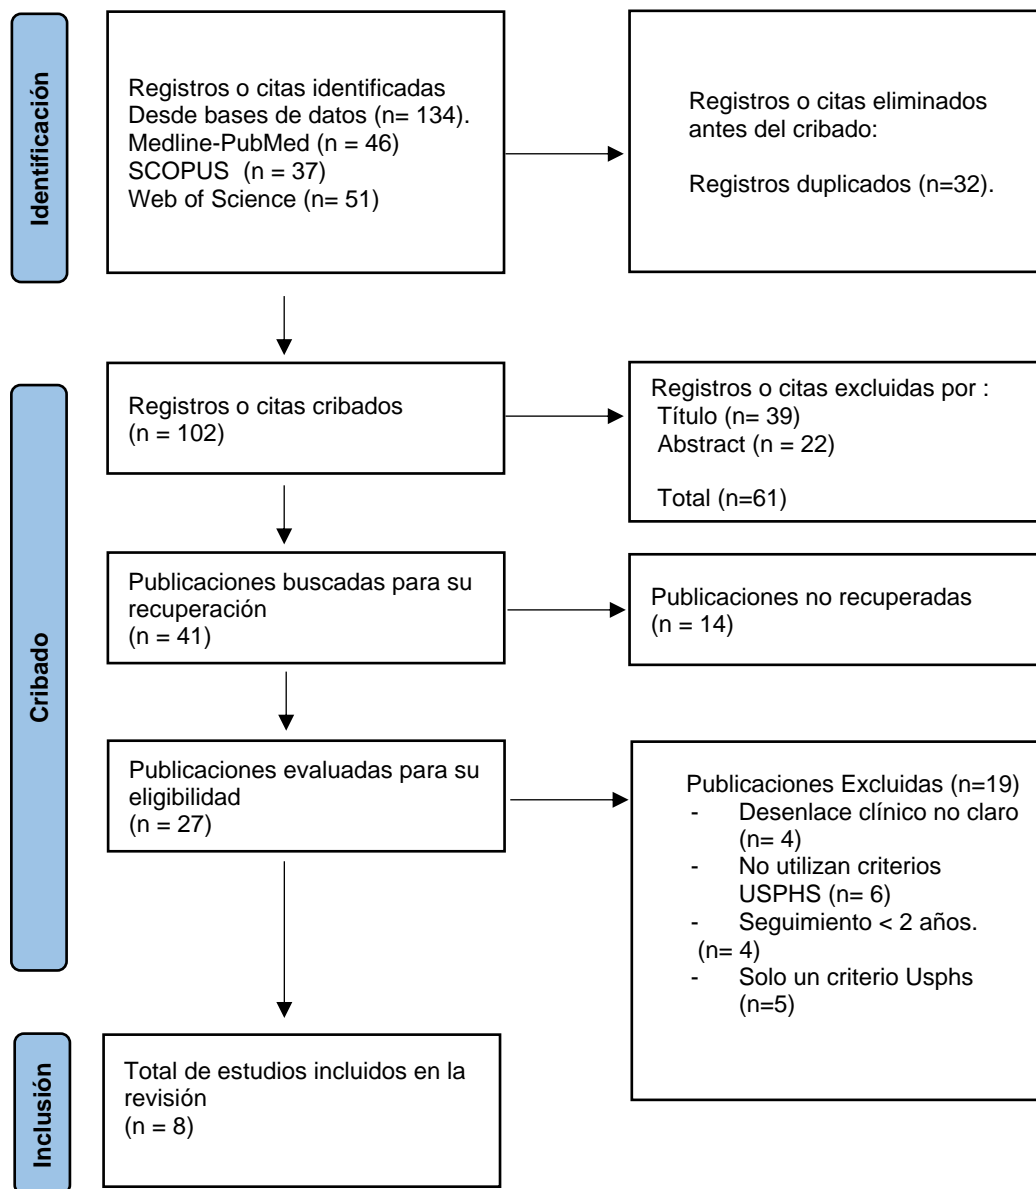 Identificación
Registros o citas identificadas
Desde bases de datos (n= 134).
Medline-PubMed (n = 46)
SCOPUS (n = 37)
Web of Science (n= 51)
Registros o citas eliminados
antes del cribado:
Registros duplicados (n=32).
Cribado
Registros o citas cribados
(n = 102)
Registros o citas excluidas por :
Título (n= 39)
Abstract (n = 22)
Total (n=61)
Publicaciones buscadas para su
recuperación
(n = 41)
Publicaciones no recuperadas
(n = 14)
Publicaciones evaluadas para su
eligibilidad
(n = 27)
Publicaciones Excluidas (n=19)
- Desenlace clínico no claro
(n= 4)
- No utilizan criterios
USPHS (n= 6)
- Seguimiento < 2 años.
(n= 4)
- Solo un criterio Usphs
(n=5)
Inclusión
Total de estudios incluidos en la
revisión
(n = 8)